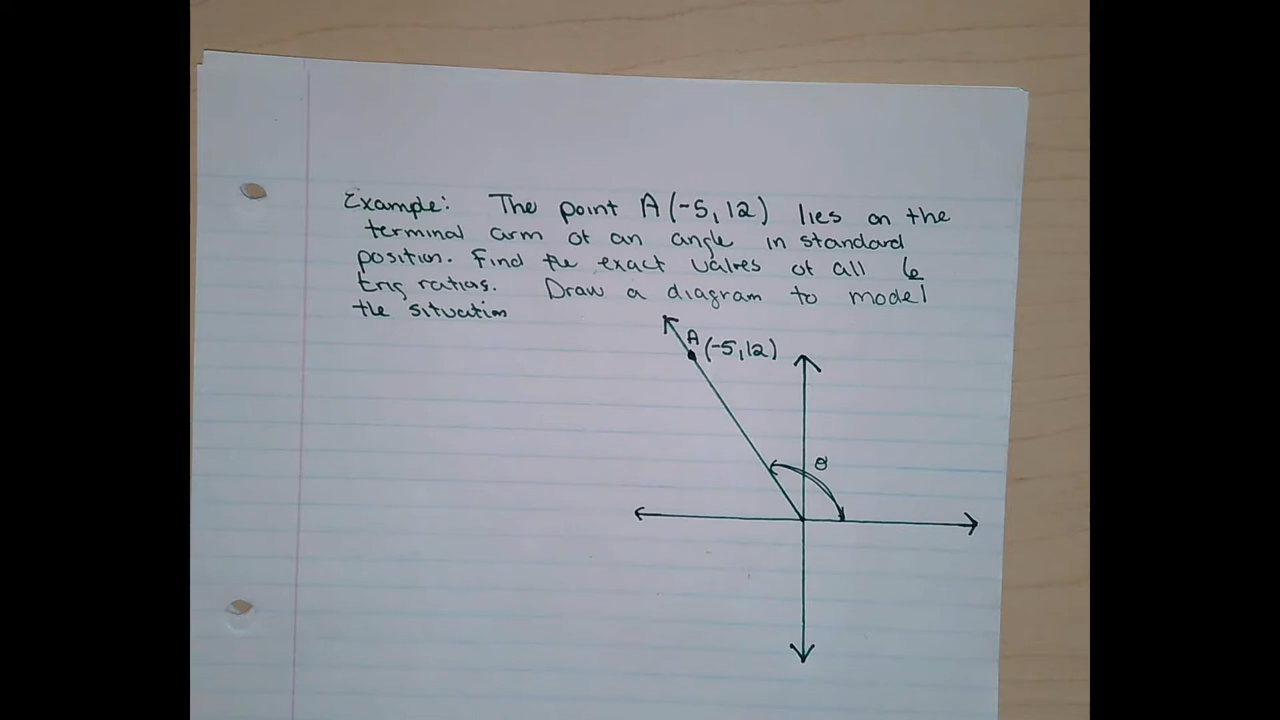 Example: The point A(-5,12) lies on the
terminal arm of an angle in standard
position. Find the exact values of all 6
trig ratios. Draw a diagram to model
the situation
A(-5,12)
θ